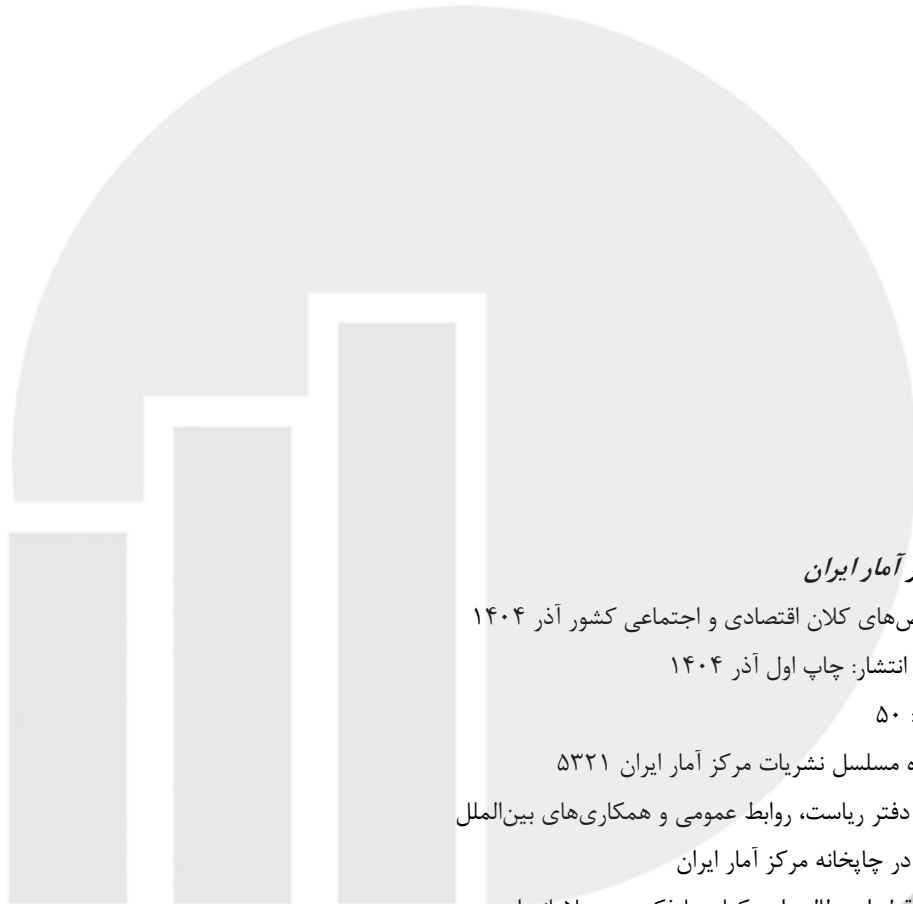 آمار ایران
های کلان اقتصادی و اجتماعی کشور آذر ۱۴۰۴
انتشار: چاپ اول آذر ۱۴۰۴
: ۵۰
مسلسل نشریات مرکز آمار ایران ۵۳۲۱
دفتر ریاست، روابط عمومی و همکاری‌های بین‌الملل
در چاپخانه مرکز آمار ایران